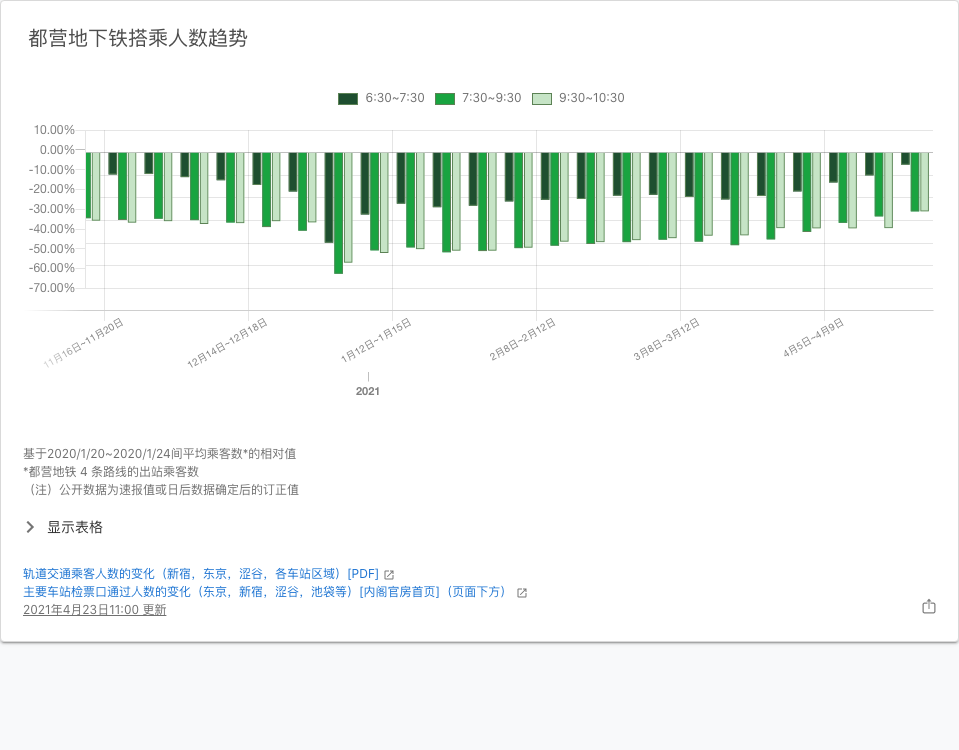 都营地下铁搭乘人数趋势
6:30~7:30 7:30~9:30 9:30~10:30
10.00%
0.00%
-10.00%
-20.00%
-30.00%
-40.00%
-50.00%
-60.00%
-70.00%
11月16日~11月20日 12月14日~12月18日 1月12日~1月15日 2月8日~2月12日 3月8日~3月12日 4月5日~4月9日
2021
基于2020/1/20~2020/1/24间平均乘客数*的相对值
*都营地铁 4 条路线的出站乘客数
（注）公开数据为速报值或日后数据确定后的订正值
显示表格
轨道交通乘客人数的变化（新宿，东京，涩谷，各车站区域）[PDF]
主要车站检票口通过人数的变化（东京，新宿，涩谷，池袋等）[内阁官房首页]（页面下方）
2021年4月23日11:00 更新